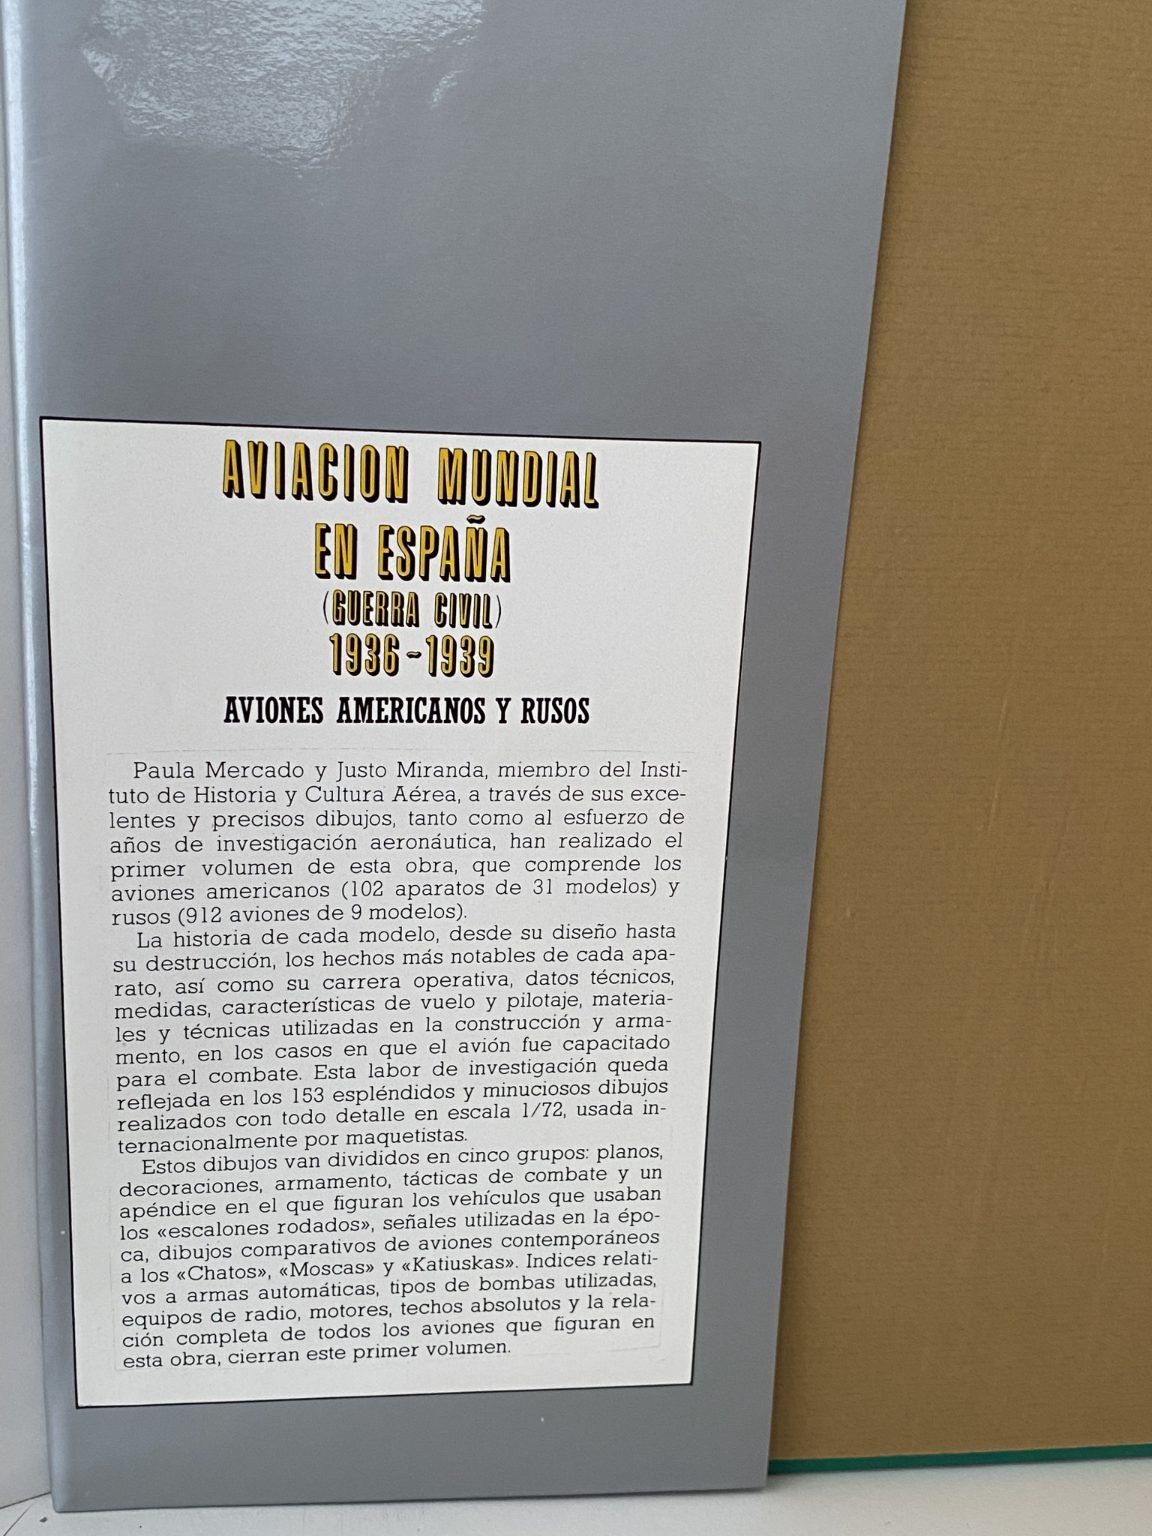 AVIACION MUNDIAL
EN ESPAÑA
(GUERRA CIVIL)
1936-1939
AVIONES AMERICANOS Y RUSOS
Paula Mercado y Justo Miranda, miembro del Insti-
tuto de Historia y Cultura Aérea, a través de sus exce-
lentes y precisos dibujos, tanto como al esfuerzo de
años de investigación aeronáutica, han realizado el
primer volumen de esta obra, que comprende los
aviones americanos (102 aparatos de 31 modelos) y
rusos (912 aviones de 9 modelos).
La historia de cada modelo, desde su diseño hasta
su destrucción, los hechos más notables de cada apa-
rato, así como su carrera operativa, datos técnicos,
medidas, características de vuelo y pilotaje, materia-
les y técnicas utilizadas en la construcción y arma-
mento, en los casos en que el avión fue capacitado
para el combate. Esta labor de investigación queda
reflejada en los 153 espléndidos y minuciosos dibujos
realizados con todo detalle en escala 1/72, usada in-
ternacionalmente por maquetistas.
Estos dibujos van divididos en cinco grupos: planos,
decoraciones, armamento, tácticas de combate y un
apéndice en el que figuran los vehículos que usaban
los «escalones rodados», señales utilizadas en la épo-
ca, dibujos comparativos de aviones contemporáneos
a los «Chatos», «Moscas» y «Katiuskas». Indices relati-
vos a armas automáticas, tipos de bombas utilizadas,
equipos de radio, motores, techos absolutos y la rela-
ción completa de todos los aviones que figuran en
esta obra, cierran este primer volumen.